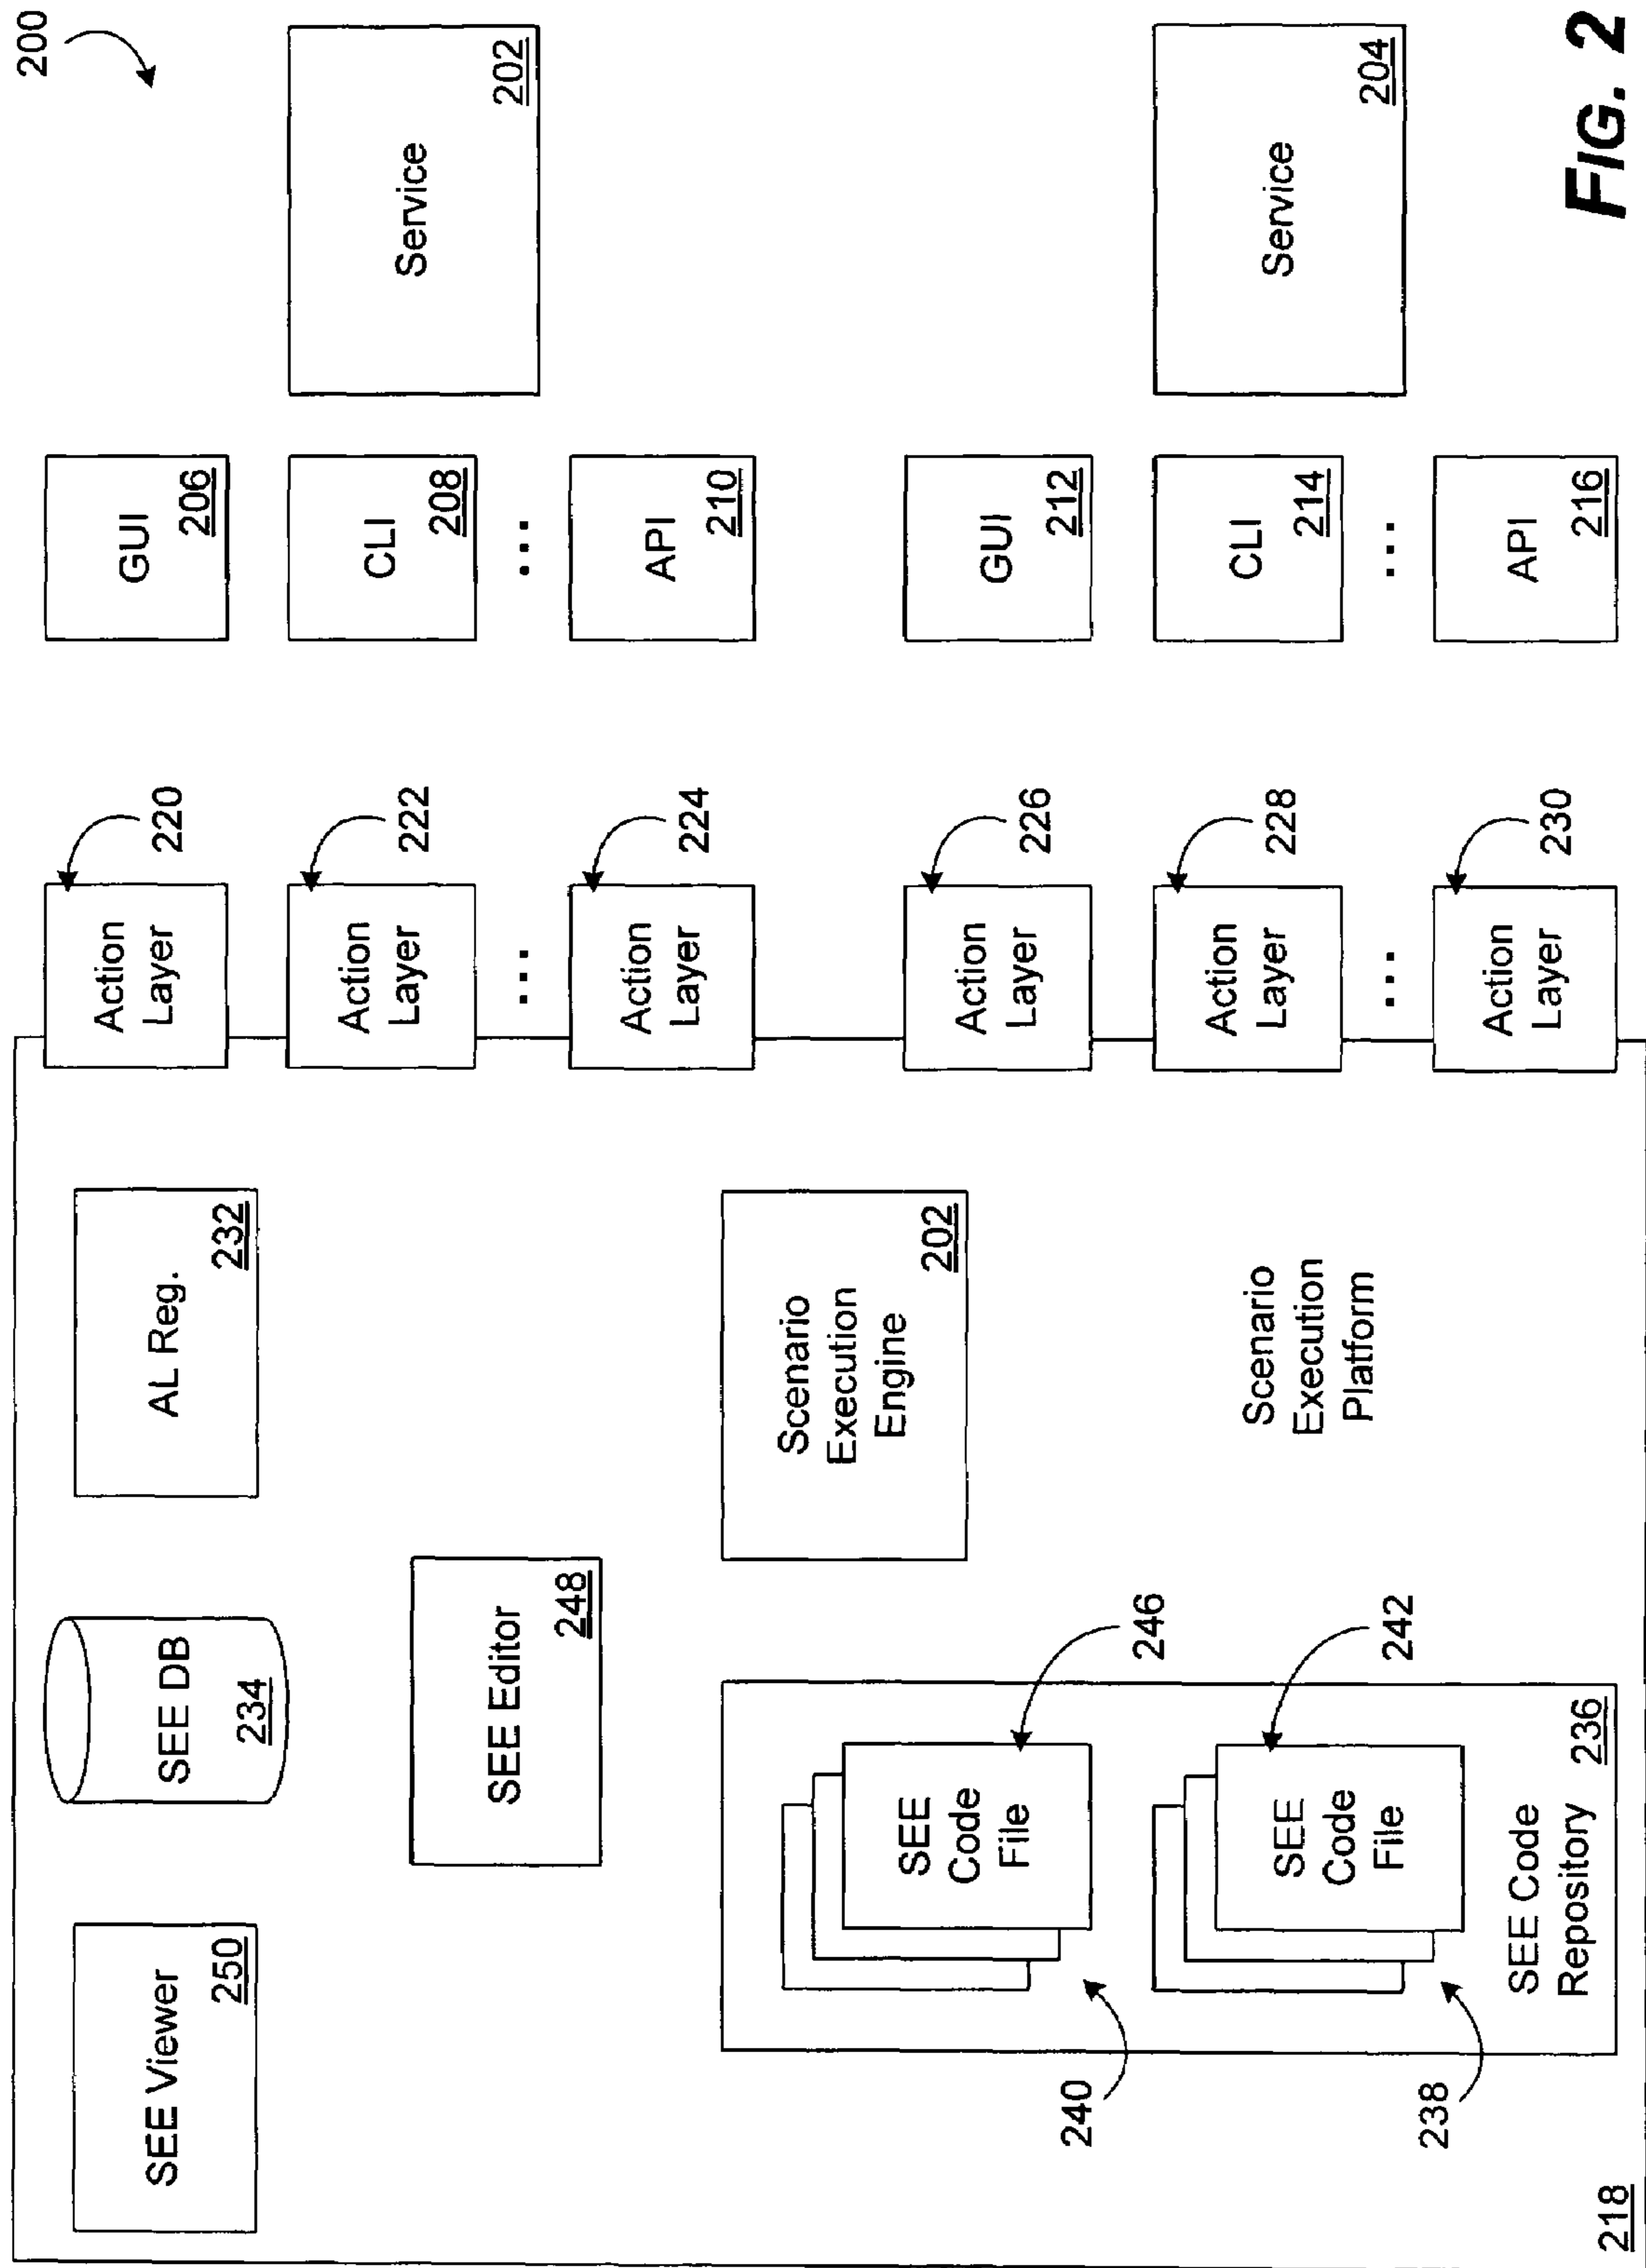 200
SEE Viewer
250
SEE DB
234
AL Reg.
232
Action
Layer
220
GUI
206
SEE Editor
248
Action
Layer
222
CLI
208
Service
202
...
...
Action
Layer
224
API
210
SEE
Code
File
246
240
Scenario
Execution
Engine
202
Action
Layer
226
GUI
212
SEE
Code
File
242
238
SEE Code
Repository
236
Scenario
Execution
Platform
Action
Layer
228
CLI
214
Service
204
...
...
Action
Layer
230
API
216
218
FIG. 2